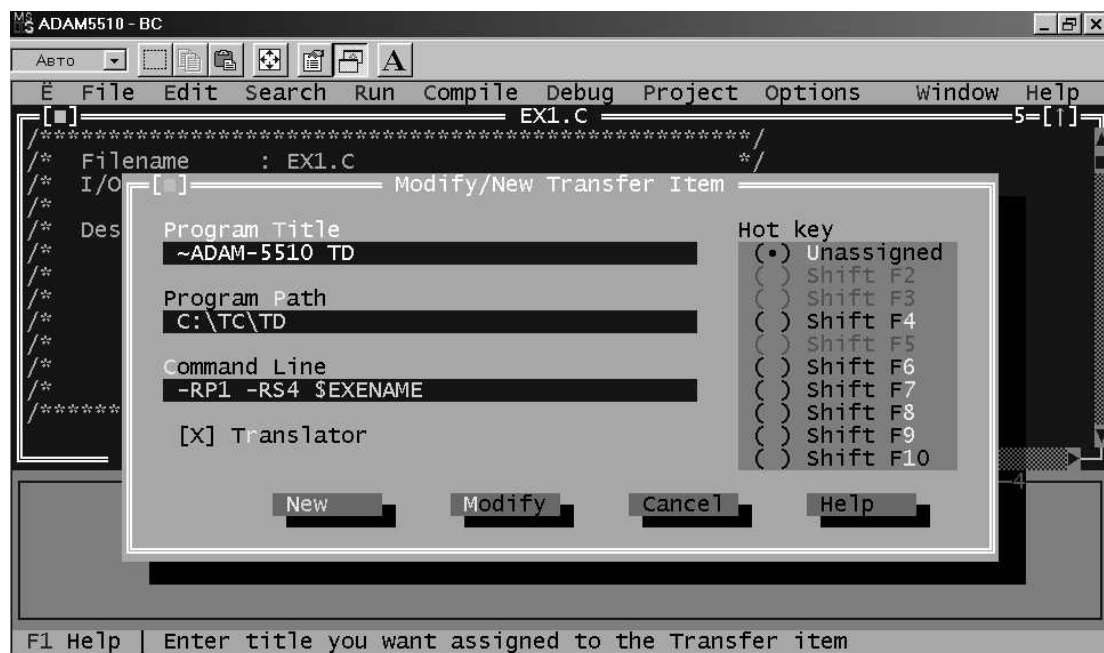 MS ADAM5510 - BC
Авто
A
Ë File Edit Search Run Compile Debug Project Options Window Help
EX1.C 5=[↑]
/****************************************************/
/* Filename : EX1.C */
/* I/O
/*
/* Des
/*
/*
/*
/*
/*
/*
/*
/******
Modify/New Transfer Item
Program Title
~ADAM-5510 TD
Program Path
C:\TC\TD
Command Line
-RP1 -RS4 $EXENAME
[X] Translator
Hot key
(•) Unassigned
( ) Shift F2
( ) Shift F3
( ) Shift F4
( ) Shift F5
( ) Shift F6
( ) Shift F7
( ) Shift F8
( ) Shift F9
( ) Shift F10
4
New Modify Cancel Help
F1 Help | Enter title you want assigned to the Transfer item